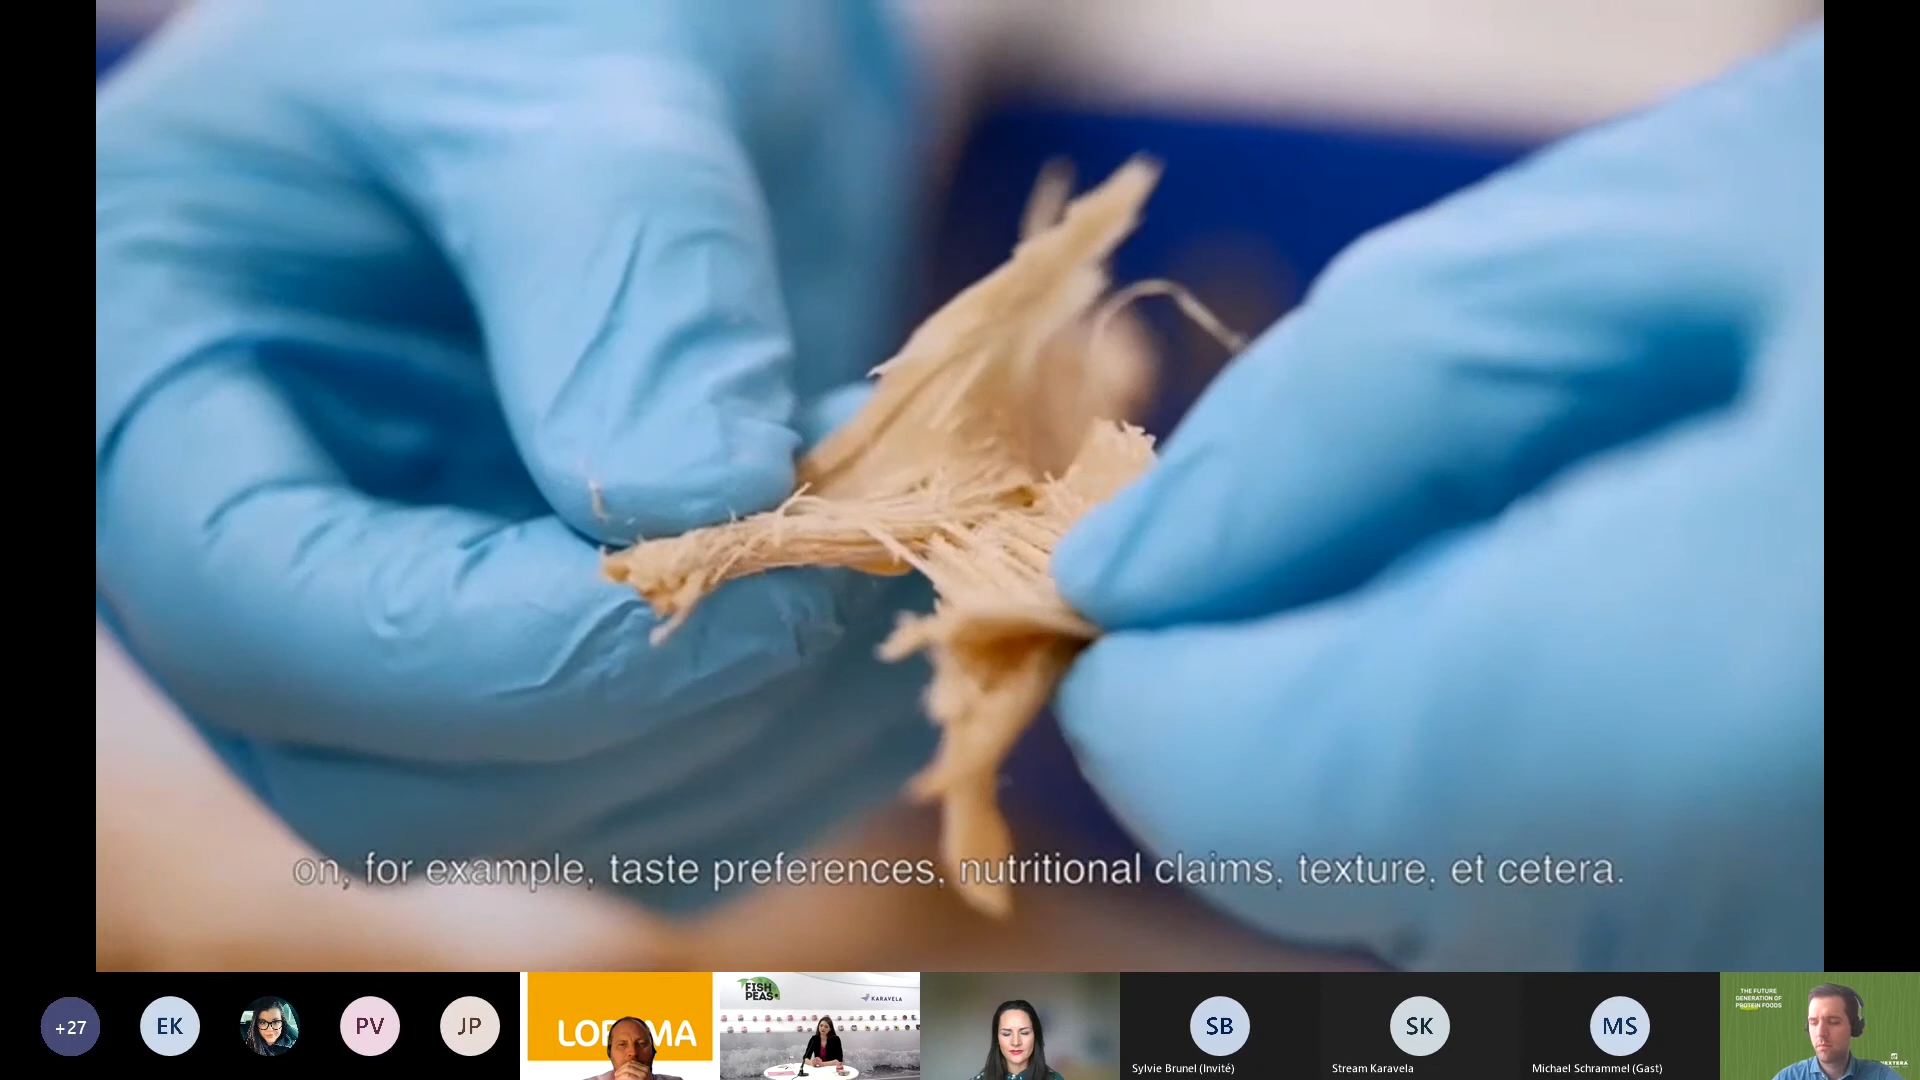 on, for example, taste preferences, nutritional claims, texture, et cetera.
+27
EK
PV
JP
FISH
PEAS
KARAVELA
SB
Sylvie Brunel (Invité)
SK
Stream Karavela
MS
Michael Schrammel (Gast)
THE FUTURE
GENERATION OF
PROTEIN FOODS